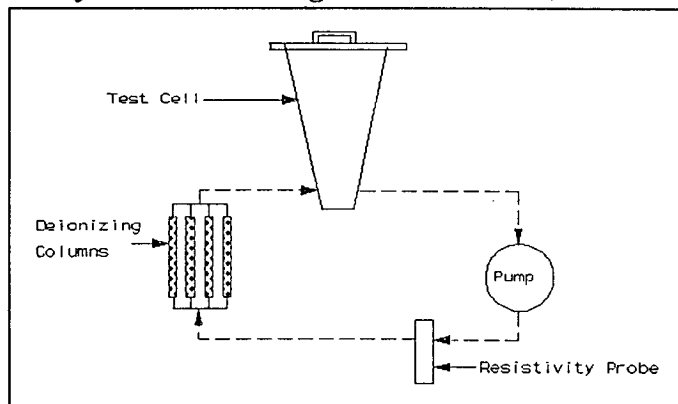 Test Cell
Deionizing
Columns
Pump
Resistivity Probe